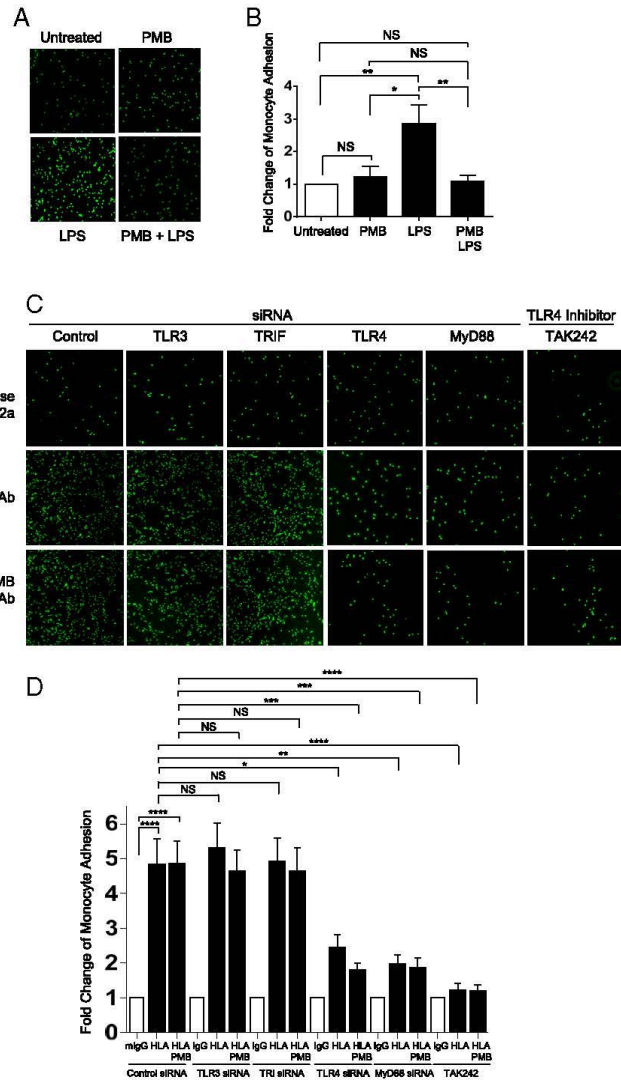 A
Untreated PMB
LPS PMB + LPS
B
NS
NS
**
**
*
NS
Fold Change of Monocyte Adhesion
4
3
2
1
0
Untreated PMB LPS PMB
LPS
C
siRNA TLR4 Inhibitor
Control TLR3 TRIF TLR4 MyD88 TAK242
se
2a
Ab
MB
Ab
D
****
***
***
NS
NS
****
**
*
NS
NS
****
****
Fold Change of Monocyte Adhesion
6
5
4
3
2
1
0
mIgG HLA HLA IgG HLA HLA IgG HLA HLA IgG HLA HLA IgG HLA HLA IgG HLA HLA
PMB PMB PMB PMB PMB PMB
Control siRNA TLR3 siRNA TRI siRNA TLR4 siRNA MyD88 siRNA TAK242